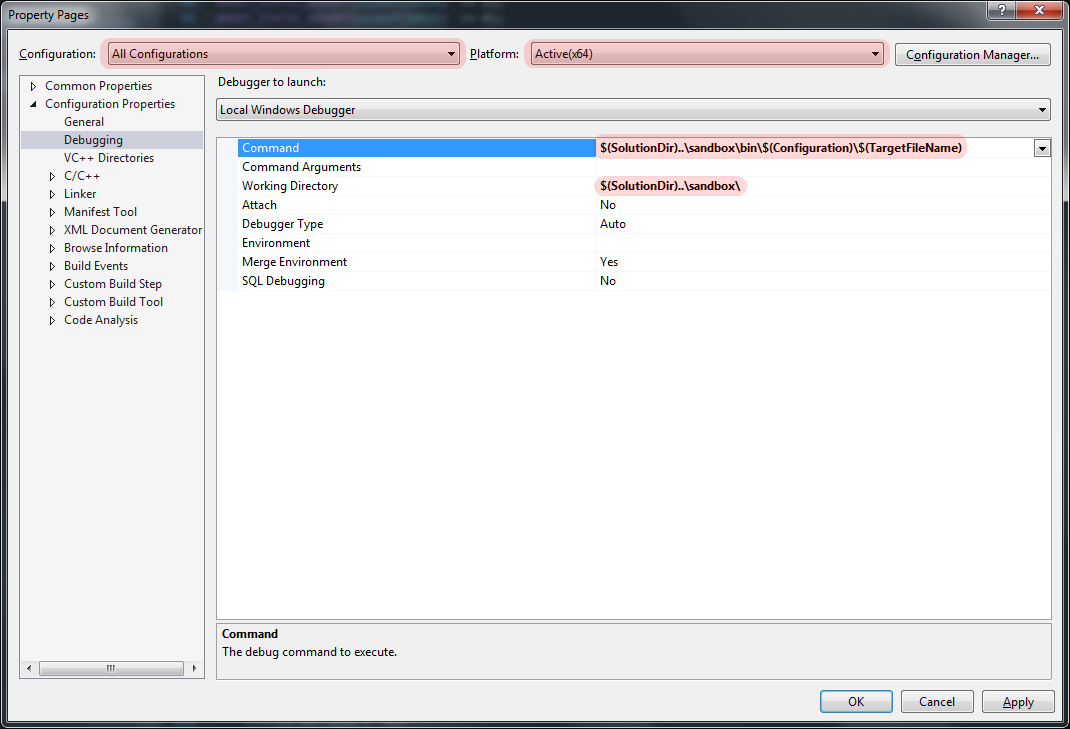 Property Pages
Configuration: All Configurations Platform: Active(x64) Configuration Manager...
Common Properties
Configuration Properties
General
Debugging
VC++ Directories
C/C++
Linker
Manifest Tool
XML Document Generator
Browse Information
Build Events
Custom Build Step
Custom Build Tool
Code Analysis
Debugger to launch:
Local Windows Debugger
Command $(SolutionDir)..\sandbox\bin\$(Configuration)\$(TargetFileName)
Command Arguments
Working Directory $(SolutionDir)..\sandbox\
Attach No
Debugger Type Auto
Environment
Merge Environment Yes
SQL Debugging No
Command
The debug command to execute.
OK Cancel Apply